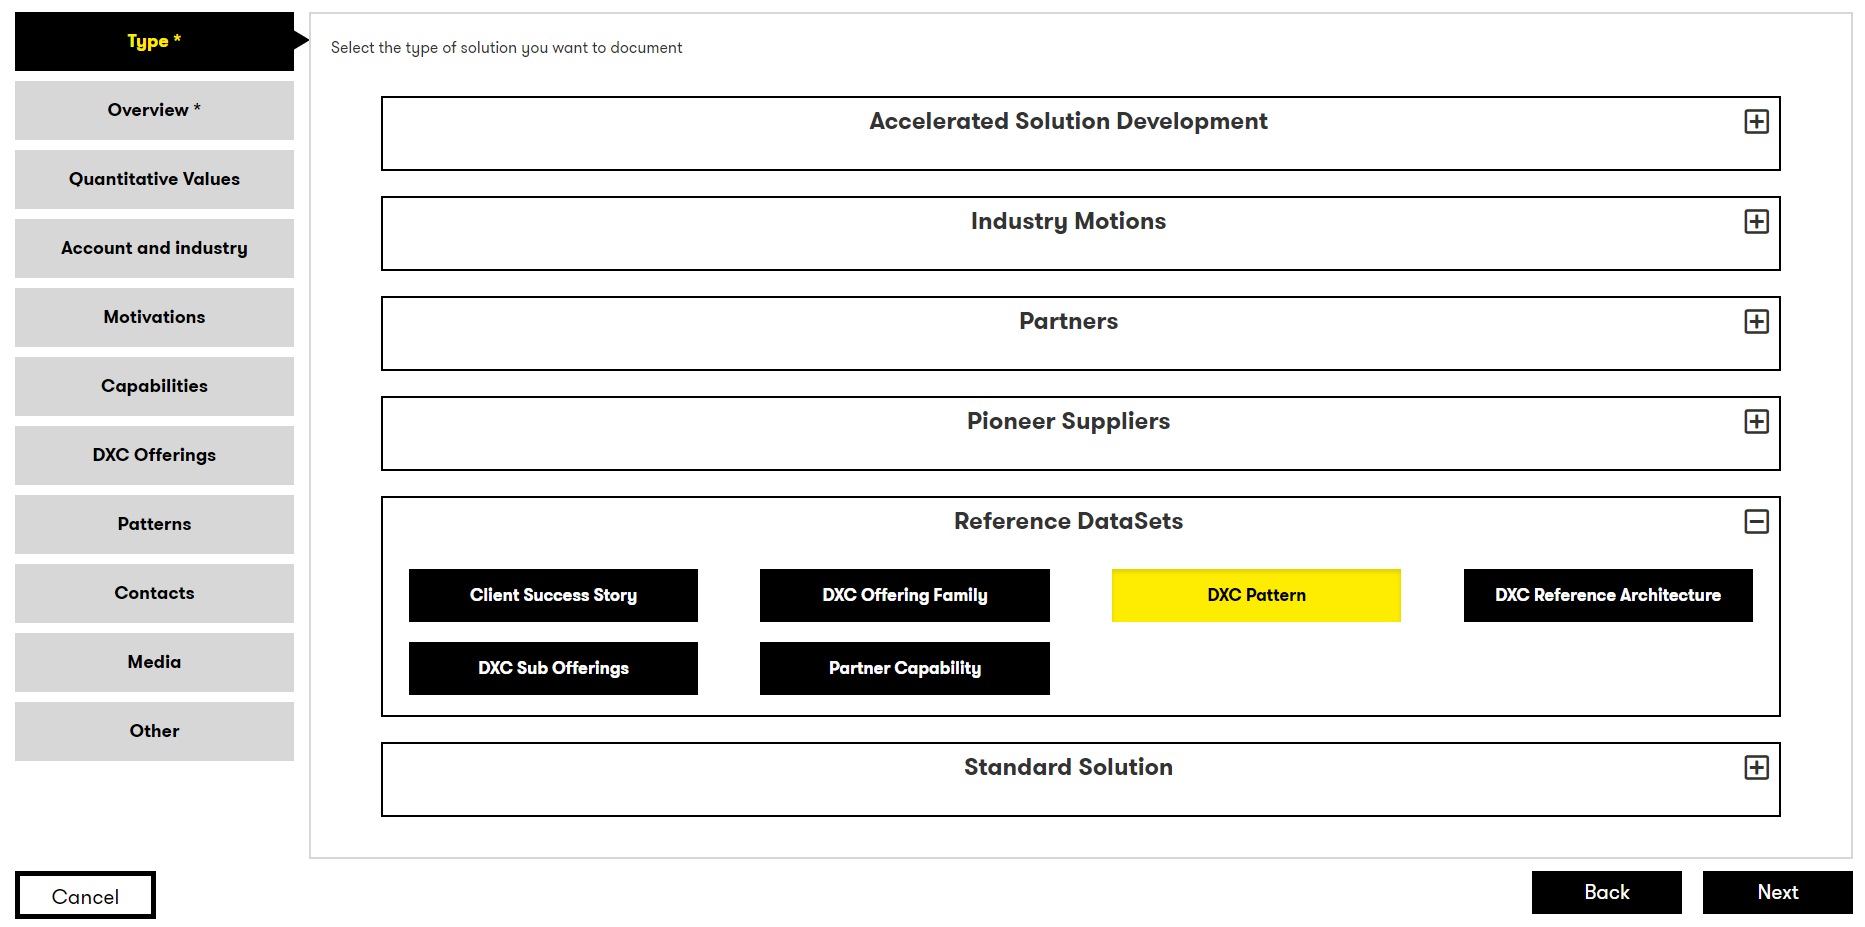 Type *
Overview *
Quantitative Values
Account and industry
Motivations
Capabilities
DXC Offerings
Patterns
Contacts
Media
Other
Select the type of solution you want to document
Accelerated Solution Development
Industry Motions
Partners
Pioneer Suppliers
Reference DataSets
Client Success Story
DXC Offering Family
DXC Pattern
DXC Reference Architecture
DXC Sub Offerings
Partner Capability
Standard Solution
Cancel
Back
Next